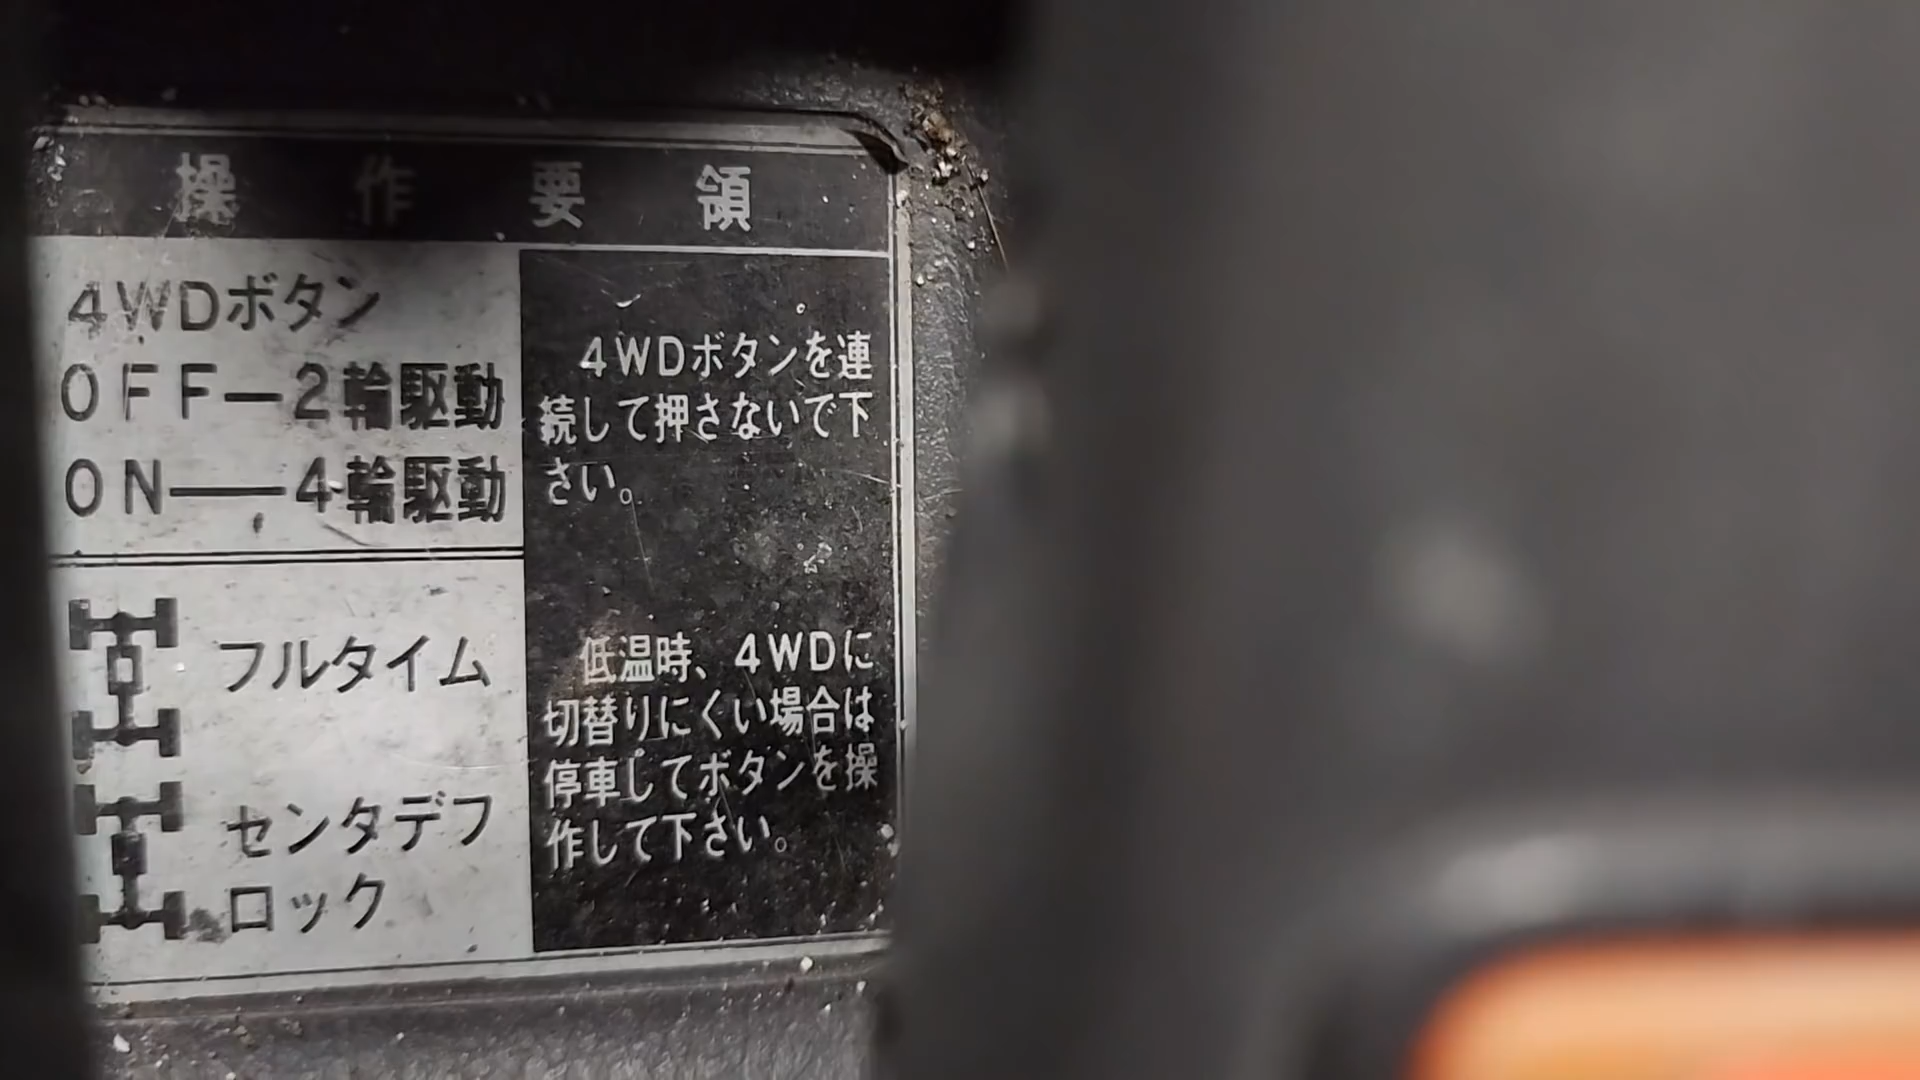 操作要領
4WDボタン
OFF―2輪駆動
ON――4輪駆動
フルタイム
センタデフ
ロック
4WDボタンを連
続して押さないで下
さい。
低温時、4WDに
切替りにくい場合は
停車してボタンを操
作して下さい。